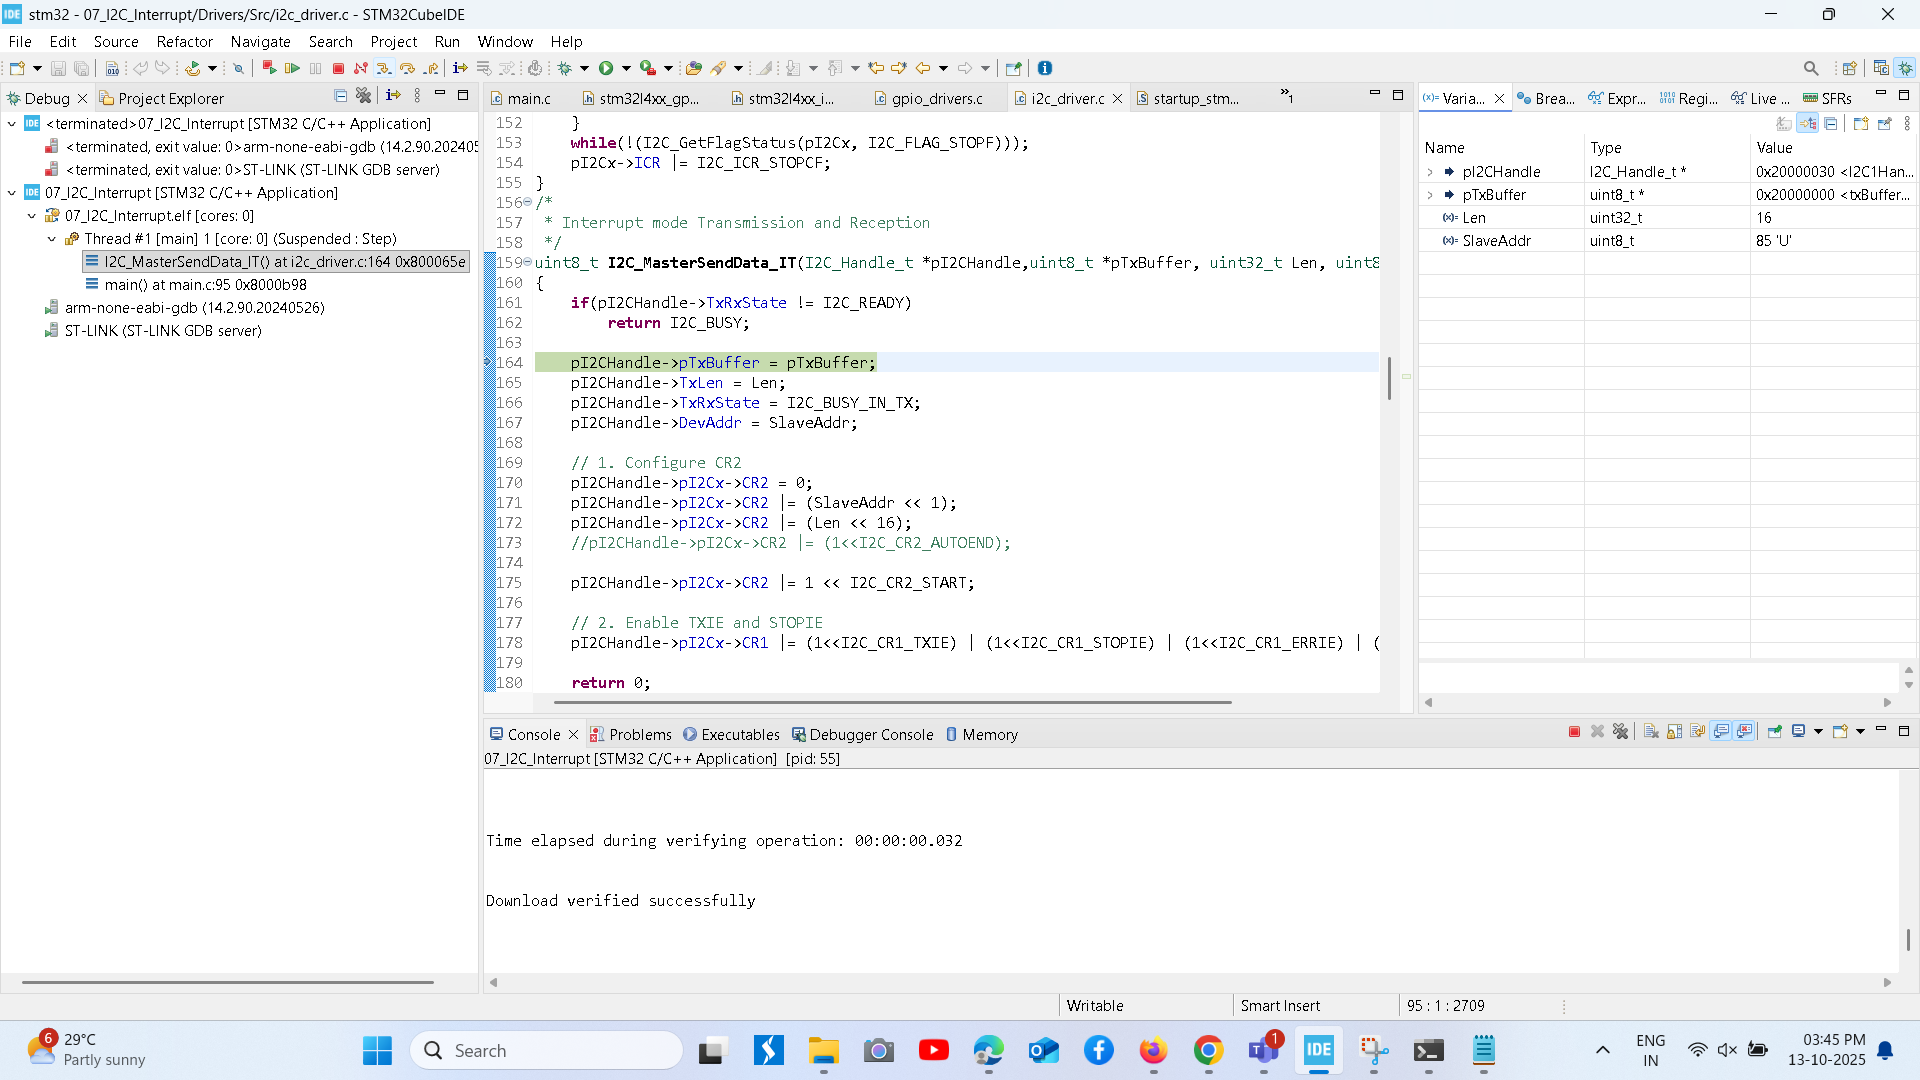 stm32 - 07_I2C_Interrupt/Drivers/Src/i2c_driver.c - STM32CubeIDE
File Edit Source Refactor Navigate Search Project Run Window Help
Debug Project Explorer
<terminated>07_I2C_Interrupt [STM32 C/C++ Application]
<terminated, exit value: 0>arm-none-eabi-gdb (14.2.90.202405
<terminated, exit value: 0>ST-LINK (ST-LINK GDB server)
07_I2C_Interrupt [STM32 C/C++ Application]
07_I2C_Interrupt.elf [cores: 0]
Thread #1 [main] 1 [core: 0] (Suspended : Step)
I2C_MasterSendData_IT() at i2c_driver.c:164 0x800065e
main() at main.c:95 0x8000b98
arm-none-eabi-gdb (14.2.90.20240526)
ST-LINK (ST-LINK GDB server)
main.c stm32l4xx_gp... stm32l4xx_i... gpio_drivers.c i2c_driver.c startup_stm... »1
152 }
153 while(!(I2C_GetFlagStatus(pI2Cx, I2C_FLAG_STOPF)));
154 pI2Cx->ICR |= I2C_ICR_STOPCF;
155 }
156 /*
157 * Interrupt mode Transmission and Reception
158 */
159 uint8_t I2C_MasterSendData_IT(I2C_Handle_t *pI2CHandle,uint8_t *pTxBuffer, uint32_t Len, uint8
160 {
161 if(pI2CHandle->TxRxState != I2C_READY)
162 return I2C_BUSY;
163
164 pI2CHandle->pTxBuffer = pTxBuffer;
165 pI2CHandle->TxLen = Len;
166 pI2CHandle->TxRxState = I2C_BUSY_IN_TX;
167 pI2CHandle->DevAddr = SlaveAddr;
168
169 // 1. Configure CR2
170 pI2CHandle->pI2Cx->CR2 = 0;
171 pI2CHandle->pI2Cx->CR2 |= (SlaveAddr << 1);
172 pI2CHandle->pI2Cx->CR2 |= (Len << 16);
173 //pI2CHandle->pI2Cx->CR2 |= (1<<I2C_CR2_AUTOEND);
174
175 pI2CHandle->pI2Cx->CR2 |= 1 << I2C_CR2_START;
176
177 // 2. Enable TXIE and STOPIE
178 pI2CHandle->pI2Cx->CR1 |= (1<<I2C_CR1_TXIE) | (1<<I2C_CR1_STOPIE) | (1<<I2C_CR1_ERRIE) | (
179
180 return 0;
(x)= Varia... Brea... Expr... Regi... Live ... SFRs
Name Type Value
pI2CHandle I2C_Handle_t * 0x20000030 <I2C1Han...
pTxBuffer uint8_t * 0x20000000 <txBuffer...
(x)= Len uint32_t 16
(x)= SlaveAddr uint8_t 85 'U'
Console Problems Executables Debugger Console Memory
07_I2C_Interrupt [STM32 C/C++ Application] [pid: 55]
Time elapsed during verifying operation: 00:00:00.032
Download verified successfully
Writable Smart Insert 95 : 1 : 2709
6 29°C
Partly sunny
Search
1
IDE
ENG
IN
03:45 PM
13-10-2025